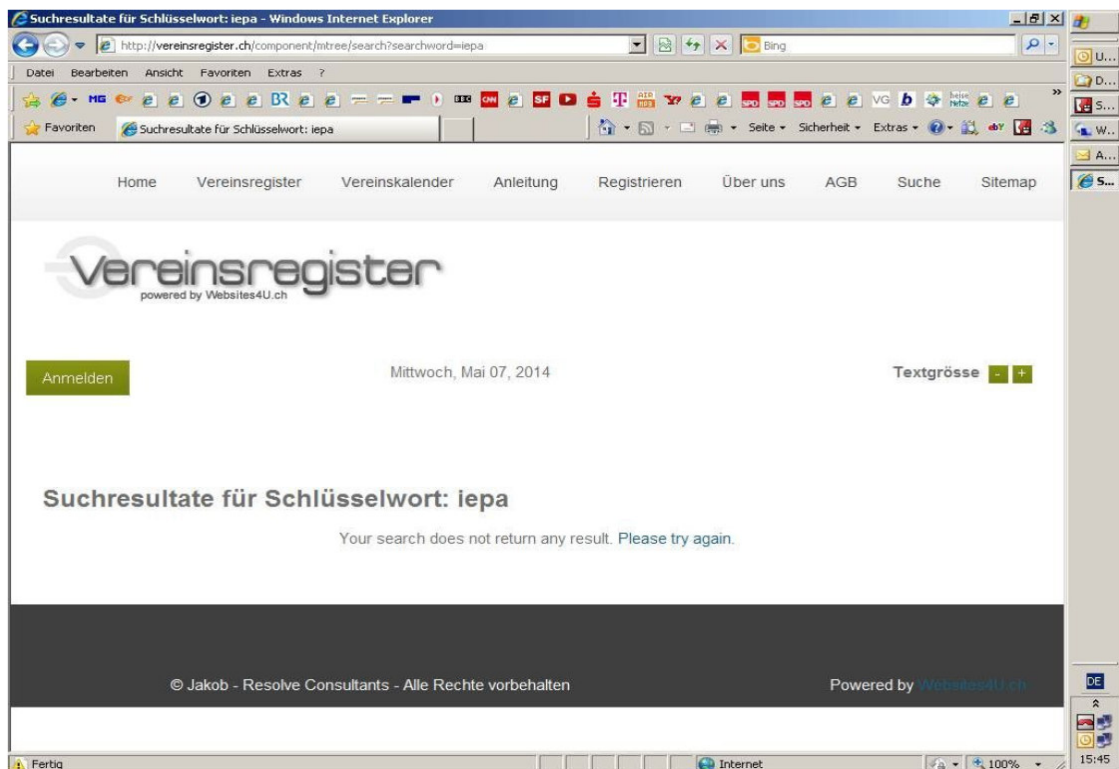 Suchresultate für Schlüsselwort: iepa - Windows Internet Explorer
http://vereinsregister.ch/component/mtree/search?searchword=iepa
Bing
Datei Bearbeiten Ansicht Favoriten Extras ?
Favoriten Suchresultate für Schlüsselwort: iepa Seite Sicherheit Extras
Home Vereinsregister Vereinskalender Anleitung Registrieren Über uns AGB Suche Sitemap
Vereinsregister
powered by Websites4U.ch
Anmelden Mittwoch, Mai 07, 2014 Textgrösse - +
Suchresultate für Schlüsselwort: iepa
Your search does not return any result. Please try again.
© Jakob - Resolve Consultants - Alle Rechte vorbehalten Powered by Websites4U.ch
Fertig Internet 100%
U...
D...
S...
W...
A...
S...
DE
15:45